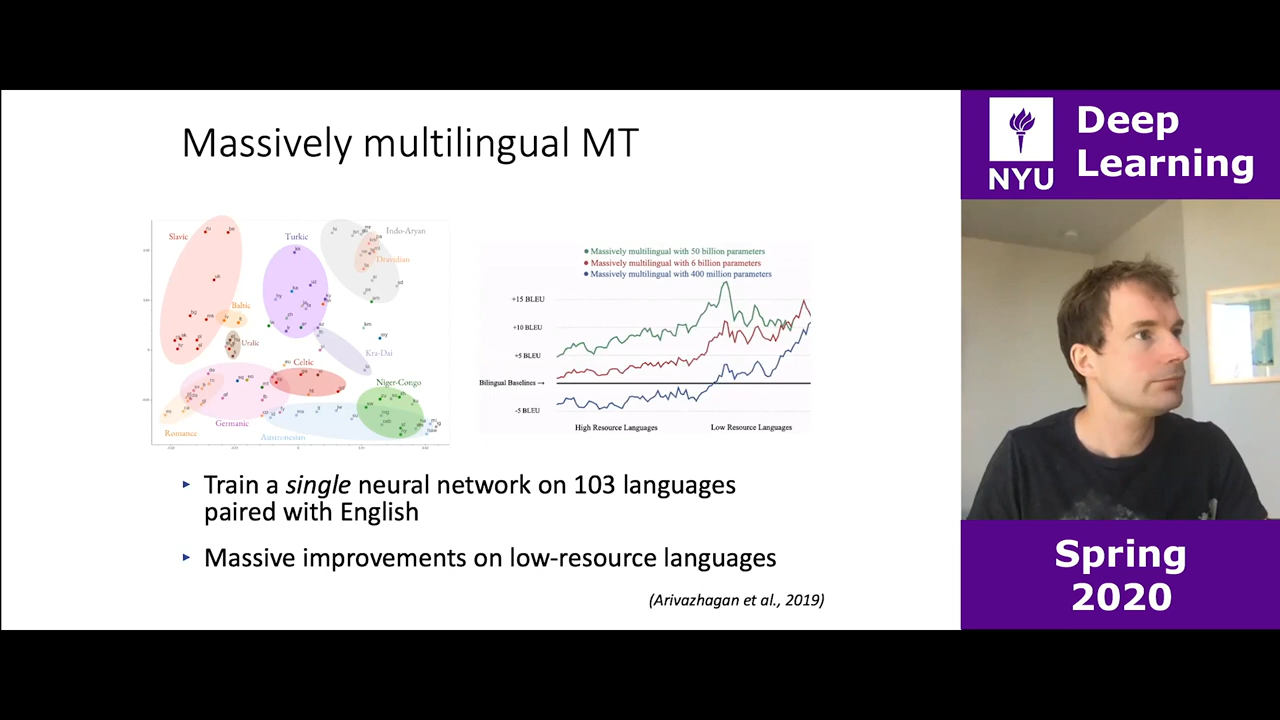 Massively multilingual MT
Slavic
Turkic
Indo-Aryan
Dravidian
Baltic
Uralic
Kra-Dai
Celtic
Niger-Congo
Germanic
Romance
Austronesian
● Massively multilingual with 50 billion parameters
● Massively multilingual with 6 billion parameters
● Massively multilingual with 400 million parameters
+15 BLEU
+10 BLEU
+5 BLEU
Bilingual Baselines →
-5 BLEU
High Resource Languages
Low Resource Languages
Train a single neural network on 103 languages
paired with English
Massive improvements on low-resource languages
(Arivazhagan et al., 2019)
NYU
Deep
Learning
Spring
2020